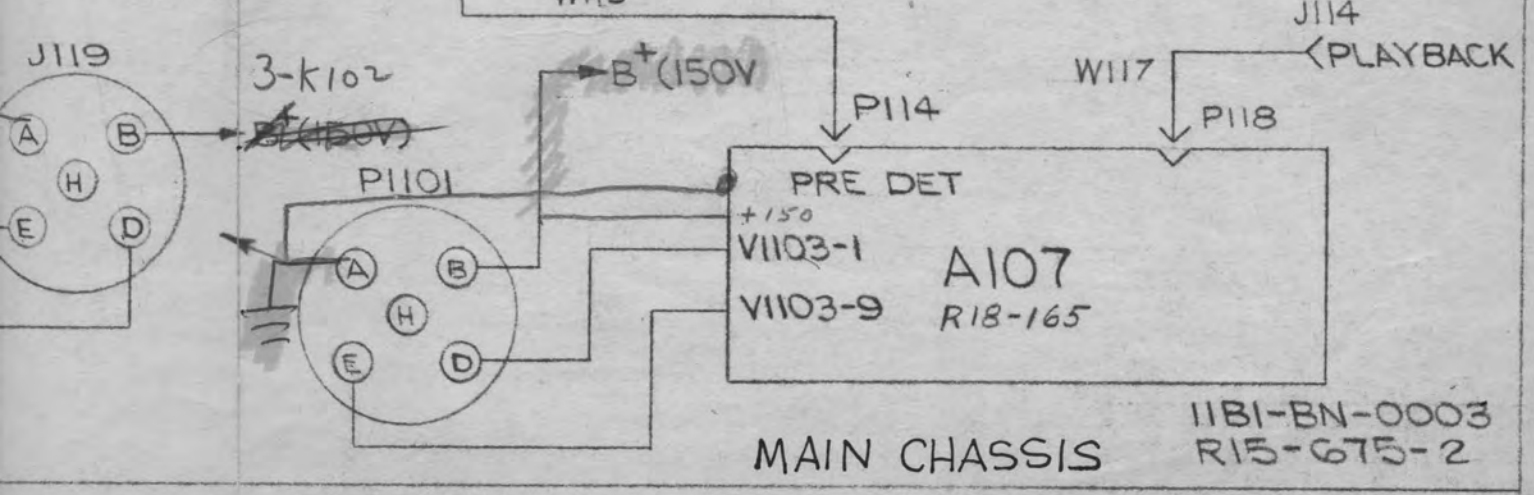 J114
J119
3-K102
B+(150V
W117
<PLAYBACK
P114
P118
A
B
B+(150V)
H
P1101
PRE DET
+150
E
D
V1103-1
A
B
A107
H
V1103-9
R18-165
E
D
11B1-BN-0003
MAIN CHASSIS
R15-675-2